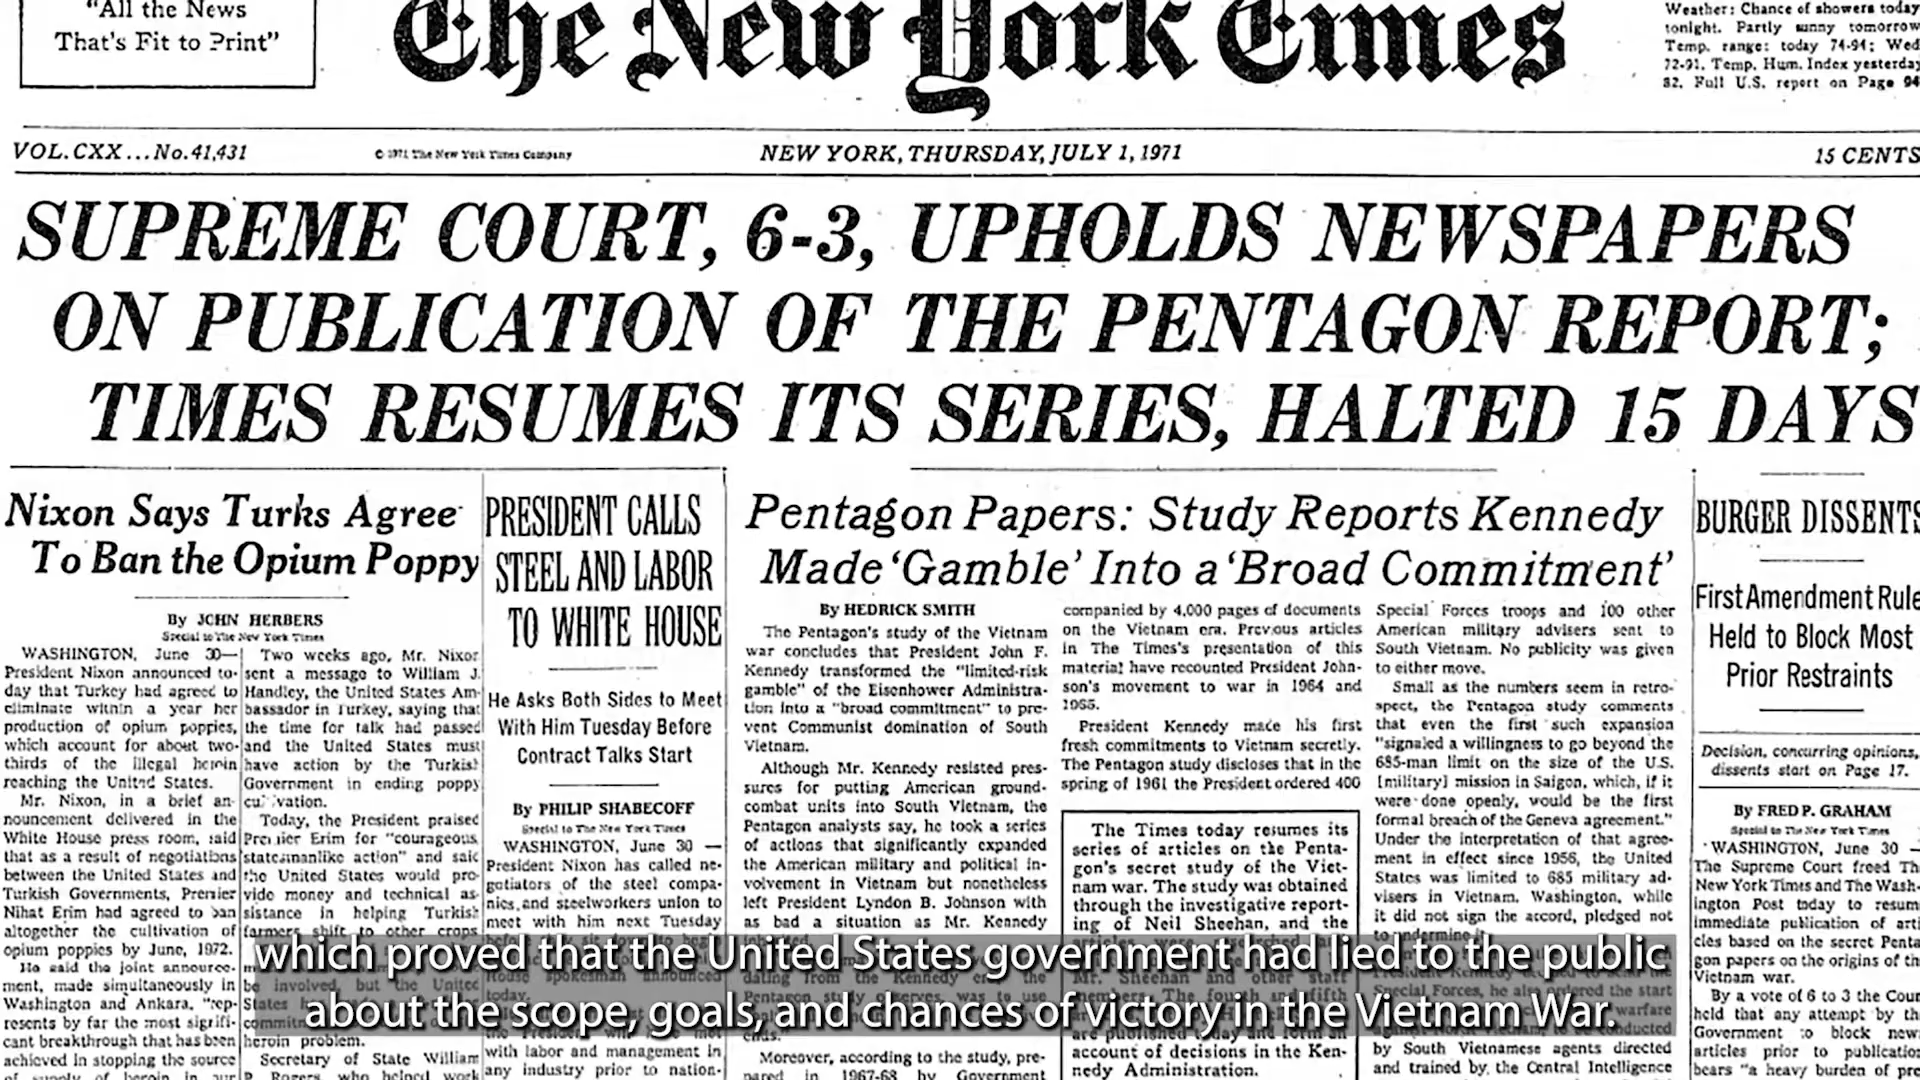 "All the News
That's Fit to Print"
The New York Times
Weather: Chance of showers today
tonight. Partly sunny tomorrow
Temp. range: today 74-94; Wed
72-91. Temp. Hum. Index yesterday
82. Full U.S. report on Page 94
VOL. CXX...No. 41,431
© 1971 The New York Times Company
NEW YORK, THURSDAY, JULY 1, 1971
15 CENTS
SUPREME COURT, 6-3, UPHOLDS NEWSPAPERS
ON PUBLICATION OF THE PENTAGON REPORT;
TIMES RESUMES ITS SERIES, HALTED 15 DAYS
Nixon Says Turks Agree
To Ban the Opium Poppy
By JOHN HERBERS
Special to The New York Times
WASHINGTON, June 30—
President Nixon announced to-
day that Turkey had agreed to
eliminate within a year her
production of opium poppies,
which account for about two-
thirds of the illegal heroin
reaching the United States.
Mr. Nixon, in a brief an-
nouncement delivered in the
White House press room, said
that as a result of negotiations
between the United States and
Turkish Governments, Premier
Nihat Erim had agreed to ban
altogether the cultivation of
opium poppies by June, 1972.
He said the joint announce-
ment, made simultaneously in
Washington and Ankara, "rep-
resents by far the most signifi-
cant breakthrough that has been
achieved in stopping the source
of supply of heroin in our
Two weeks ago, Mr. Nixon
sent a message to William J.
Handley, the United States Am-
bassador in Turkey, saying that
the time for talk had passed
and the United States must
have action by the Turkish
Government in ending poppy
cultivation.
Today, the President praised
Premier Erim for "courageous,
statesmanlike action" and said
the United States would pro-
vide money and technical as-
sistance in helping Turkish
farmers shift to other crops.
be involved, but the United
States
heroin problem.
Secretary of State William
P. Rogers, who helped work
PRESIDENT CALLS
STEEL AND LABOR
TO WHITE HOUSE
He Asks Both Sides to Meet
With Him Tuesday Before
Contract Talks Start
By PHILIP SHABECOFF
Special to The New York Times
WASHINGTON, June 30 —
President Nixon has called ne-
gotiators of the steel compa-
nies and steelworkers union to
meet with him next Tuesday
House spokesman announced
today.
with labor and management in
any industry prior to nation-
Pentagon Papers: Study Reports Kennedy
Made 'Gamble' Into a 'Broad Commitment'
By HEDRICK SMITH
The Pentagon's study of the Vietnam
war concludes that President John F.
Kennedy transformed the "limited-risk
gamble" of the Eisenhower Administra-
tion into a "broad commitment" to pre-
vent Communist domination of South
Vietnam.
Although Mr. Kennedy resisted pres-
sures for putting American ground-
combat units into South Vietnam, the
Pentagon analysts say, he took a series
of actions that significantly expanded
the American military and political in-
volvement in Vietnam but nonetheless
left President Lyndon B. Johnson with
as bad a situation as Mr. Kennedy
Moreover, according to the study, pre-
pared in 1967-68 by Government
companied by 4,000 pages of documents
on the Vietnam era. Previous articles
in The Times's presentation of this
material have recounted President John-
son's movement to war in 1964 and
1965.
President Kennedy made his first
fresh commitments to Vietnam secretly.
The Pentagon study discloses that in the
spring of 1961 the President ordered 400
The Times today resumes its
series of articles on the Penta-
gon's secret study of the Viet-
nam war. The study was obtained
through the investigative report-
ing of Neil Sheehan, and the
Mr. Sheehan and other staff
members. The fourth and fifth
are published today and form an
account of decisions in the Ken-
nedy Administration.
Special Forces troops and 100 other
American military advisers sent to
South Vietnam. No publicity was given
to either move.
Small as the numbers seem in retro-
spect, the Pentagon study comments
that even the first such expansion
"signaled a willingness to go beyond the
685-man limit on the size of the U.S.
[military] mission in Saigon, which, if it
were done openly, would be the first
formal breach of the Geneva agreement."
Under the interpretation of that agree-
ment in effect since 1956, the United
States was limited to 685 military ad-
visers in Vietnam. Washington, while
it did not sign the accord, pledged not
to undermine it.
Special Forces, he also ordered the start
by South Vietnamese agents directed
and trained by the Central Intelligence
BURGER DISSENTS
First Amendment Rule
Held to Block Most
Prior Restraints
Decision, concurring opinions,
dissents start on Page 17.
By FRED P. GRAHAM
Special to The New York Times
WASHINGTON, June 30 —
The Supreme Court freed Th
New York Times and The Wash-
ington Post today to resum
immediate publication of arti
cles based on the secret Penta
gon papers on the origins of th
Vietnam war.
By a vote of 6 to 3 the Cour
held that any attempt by th
Government to block new
articles prior to publication
bears "a heavy burden of pre
which proved that the United States government had lied to the public
about the scope, goals, and chances of victory in the Vietnam War.